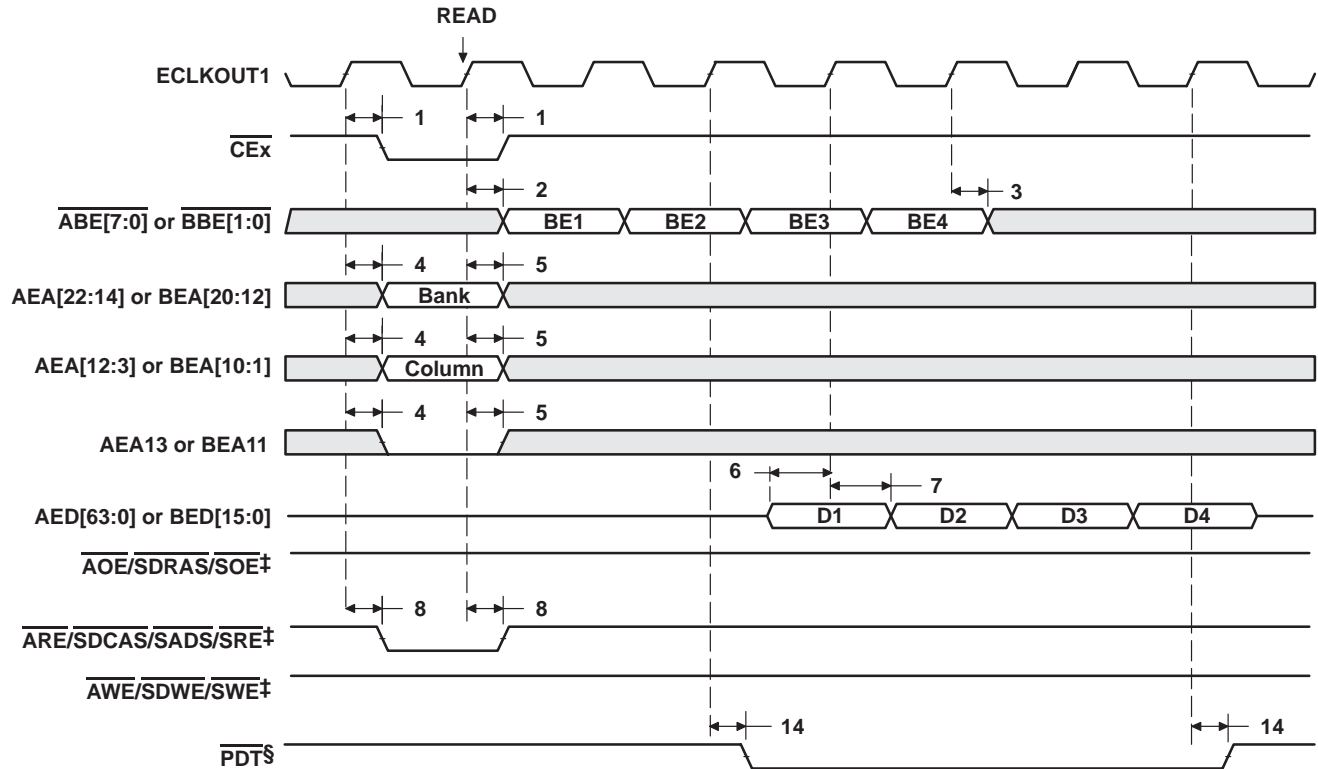 READ
ECLKOUT1
1 1
CEx
2 3
ABE[7:0] or BBE[1:0] BE1 BE2 BE3 BE4
4 5
AEA[22:14] or BEA[20:12] Bank
4 5
AEA[12:3] or BEA[10:1] Column
4 5
AEA13 or BEA11
6 7
AED[63:0] or BED[15:0] D1 D2 D3 D4
AOE/SDRAS/SOE‡
8 8
ARE/SDCAS/SADS/SRE‡
AWE/SDWE/SWE‡
14 14
PDT§